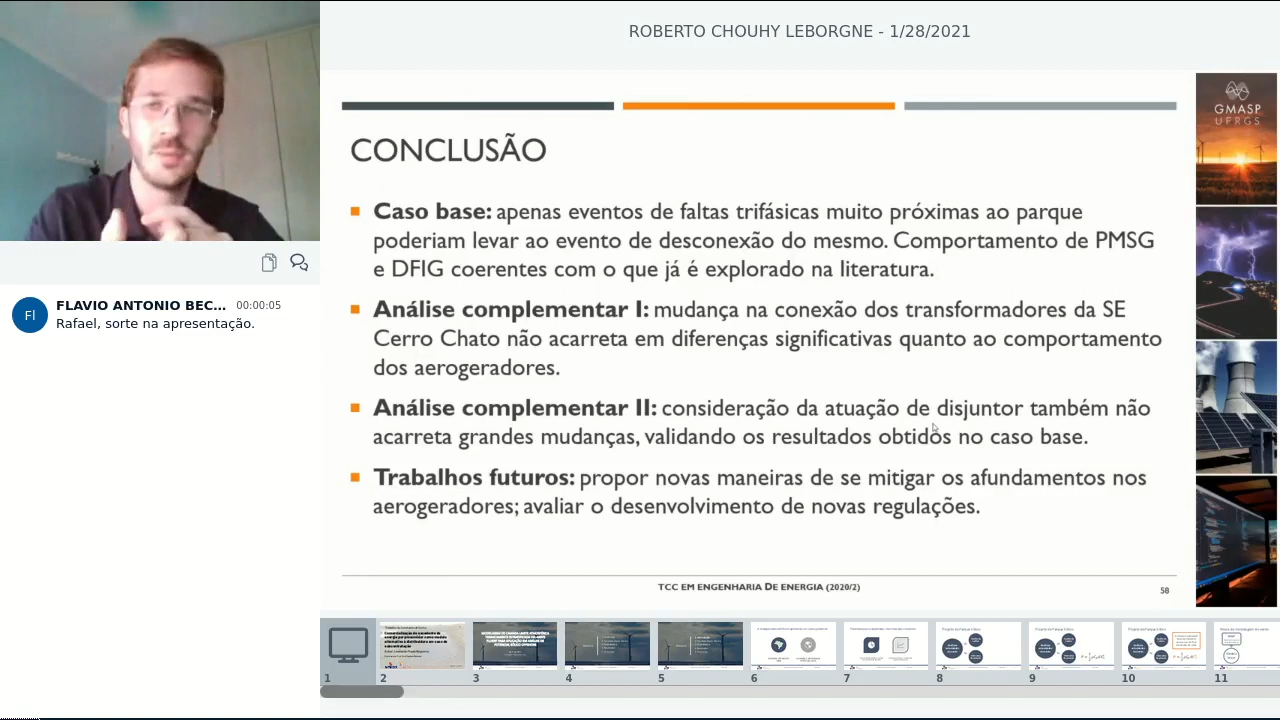 ROBERTO CHOUHY LEBORGNE - 1/28/2021
GMASP
UFRGS
CONCLUSÃO
Caso base: apenas eventos de faltas trifásicas muito próximas ao parque
poderiam levar ao evento de desconexão do mesmo. Comportamento de PMSG
e DFIG coerentes com o que já é explorado na literatura.
Análise complementar I: mudança na conexão dos transformadores da SE
Cerro Chato não acarreta em diferenças significativas quanto ao comportamento
dos aerogeradores.
Análise complementar II: consideração da atuação de disjuntor também não
acarreta grandes mudanças, validando os resultados obtidos no caso base.
Trabalhos futuros: propor novas maneiras de se mitigar os afundamentos nos
aerogeradores; avaliar o desenvolvimento de novas regulações.
TCC EM ENGENHARIA DE ENERGIA (2020/2)
58
Fl
FLAVIO ANTONIO BEC... 00:00:05
Rafael, sorte na apresentação.
1 2 3 4 5 6 7 8 9 10 11